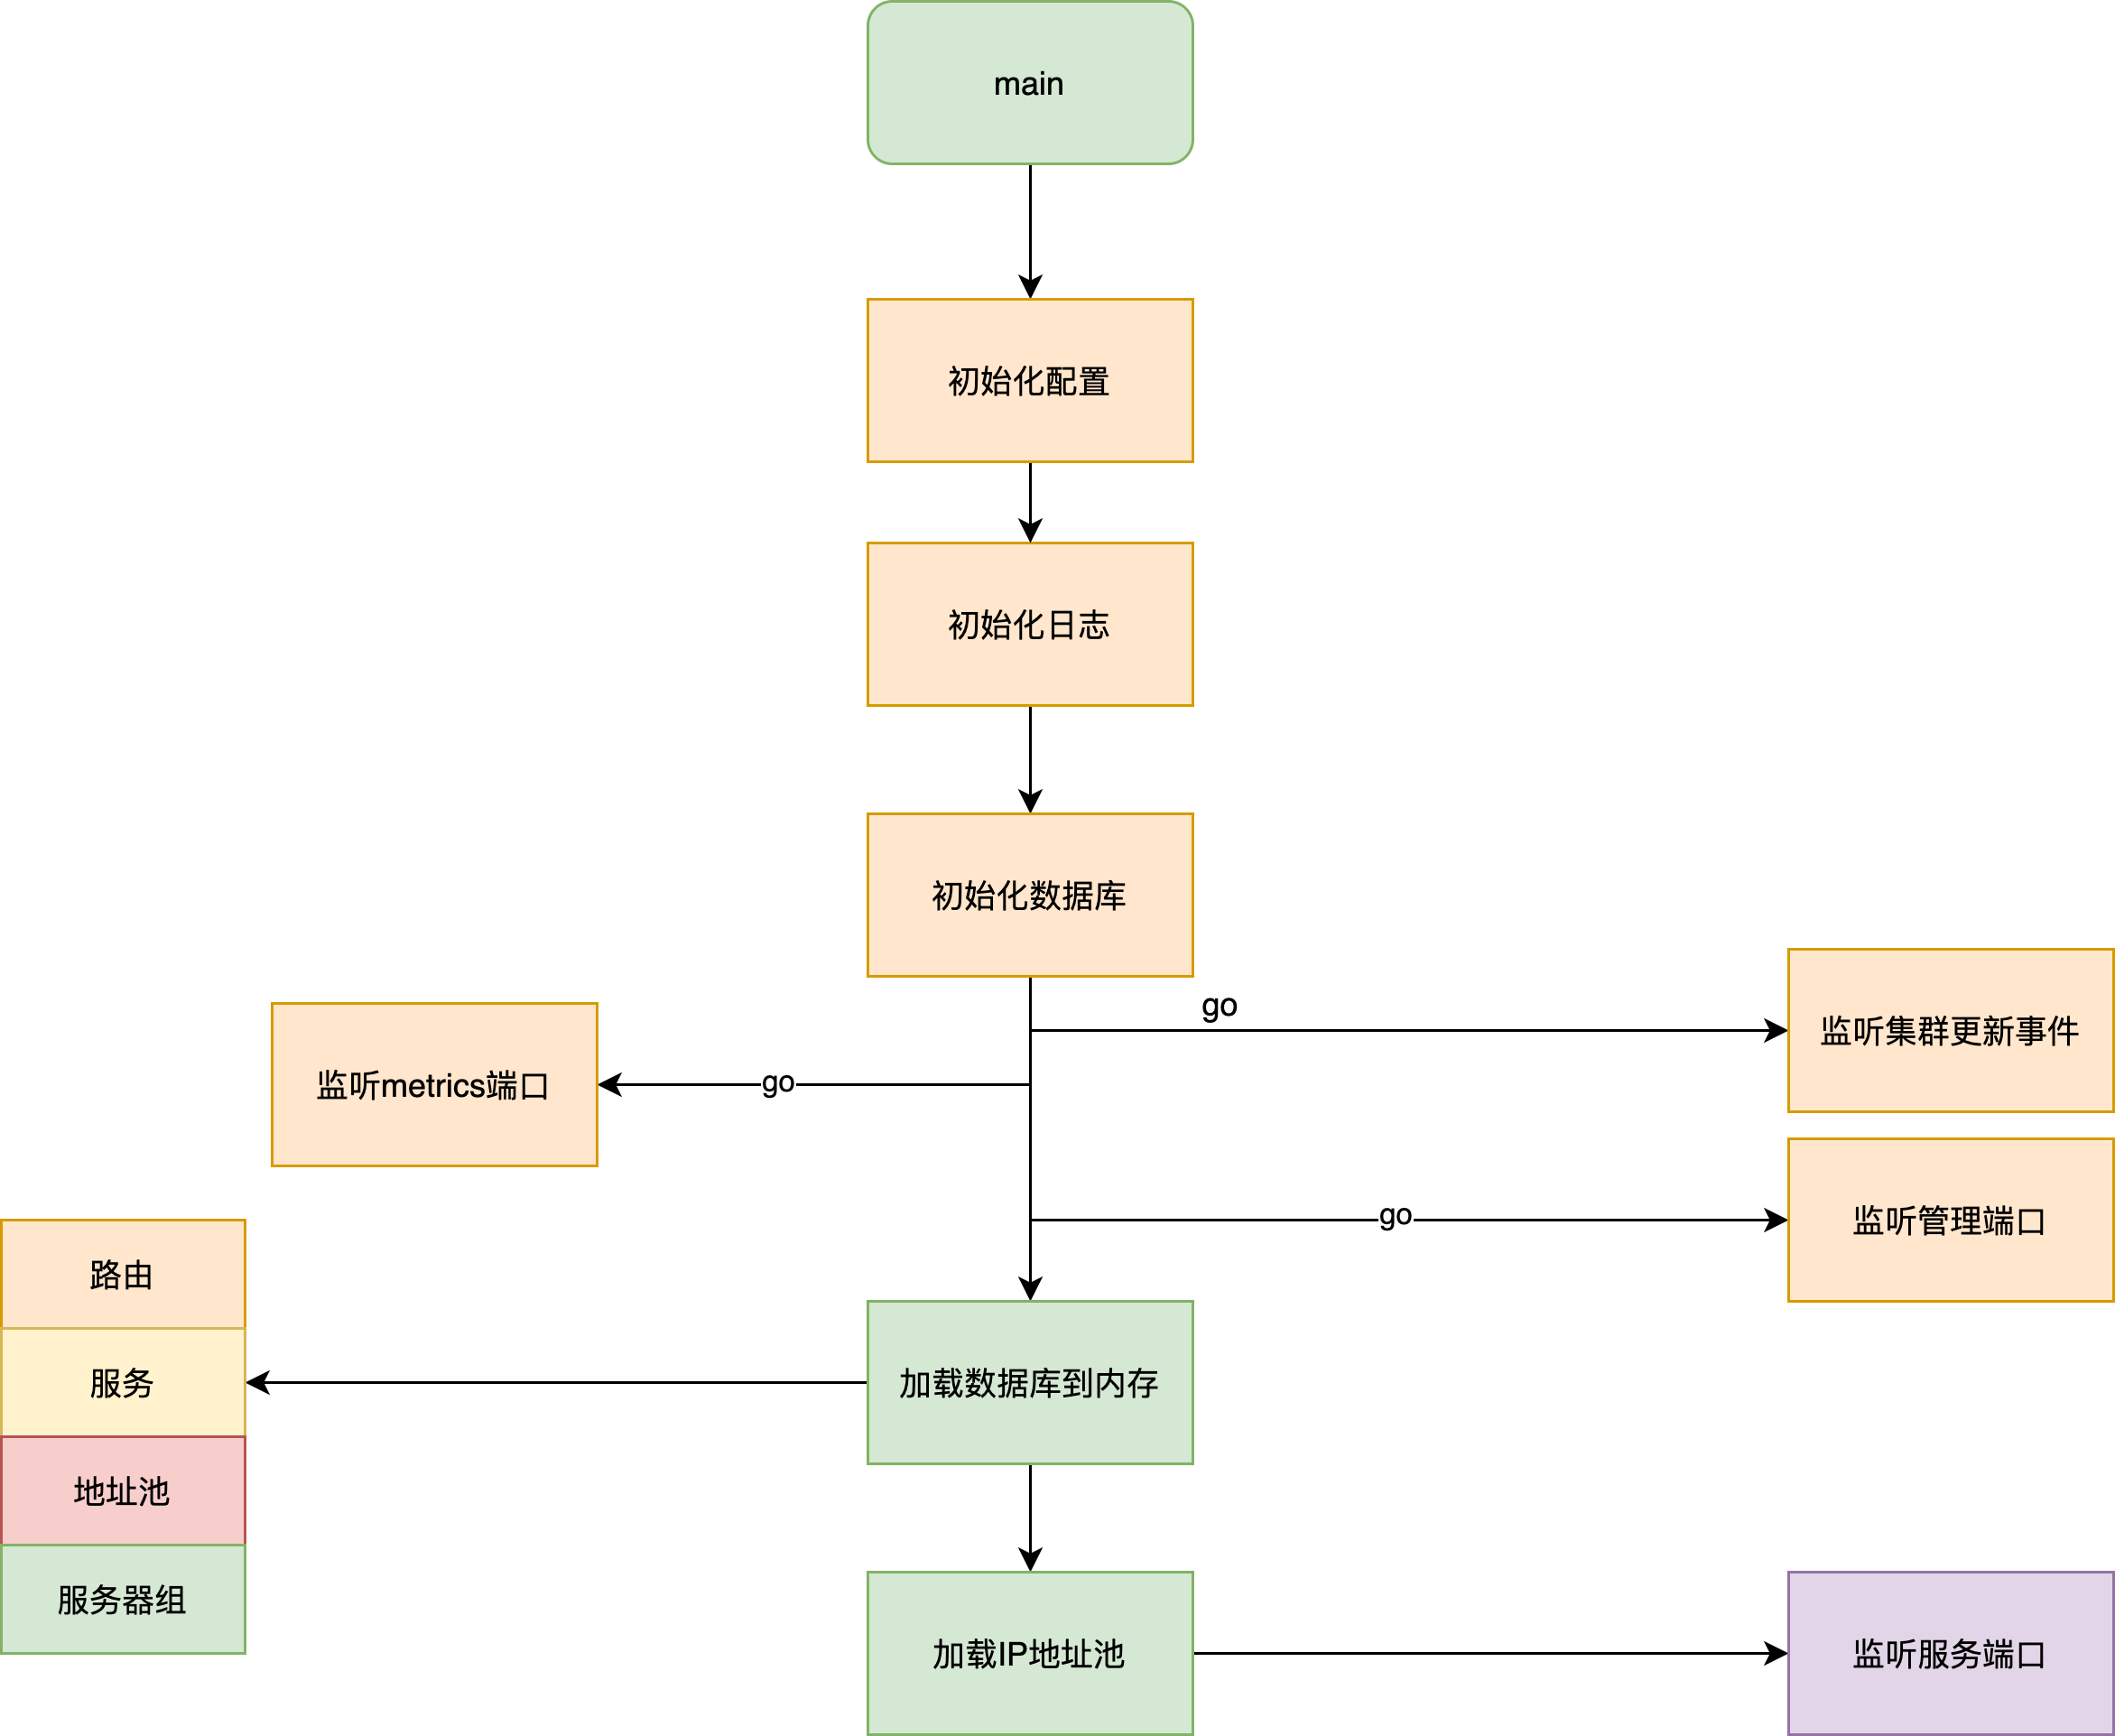 main
初始化配置
初始化日志
初始化数据库
go
监听集群更新事件
监听metrics端口
go
go
监听管理端口
路由
服务
地址池
服务器组
加载数据库到内存
加载IP地址池
监听服务端口